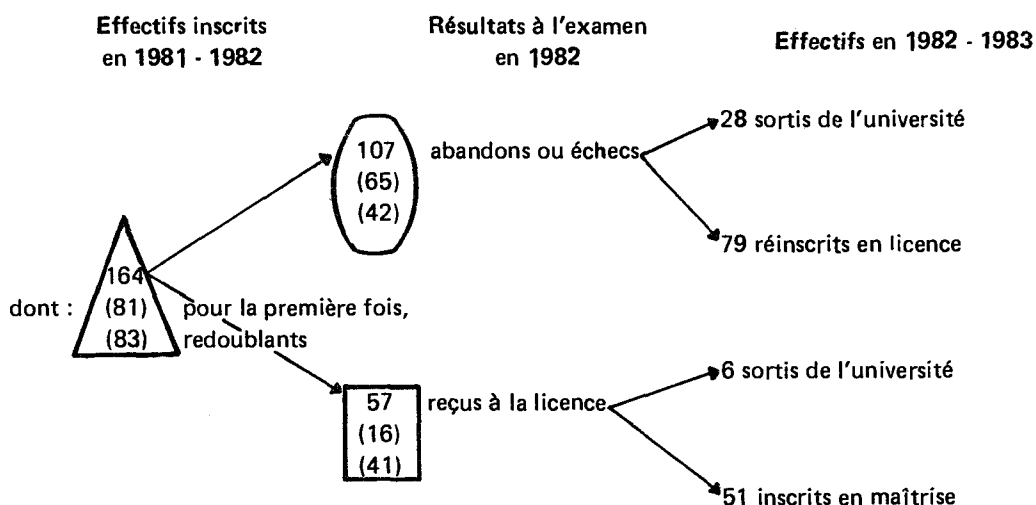 Effectifs inscrits
en 1981 - 1982
Résultats à l'examen
en 1982
Effectifs en 1982 - 1983
28 sortis de l'université
107 abandons ou échecs
(65)
(42)
79 réinscrits en licence
164
dont : (81) pour la première fois,
(83) redoublants
6 sortis de l'université
57 reçus à la licence
(16)
(41)
51 inscrits en maîtrise